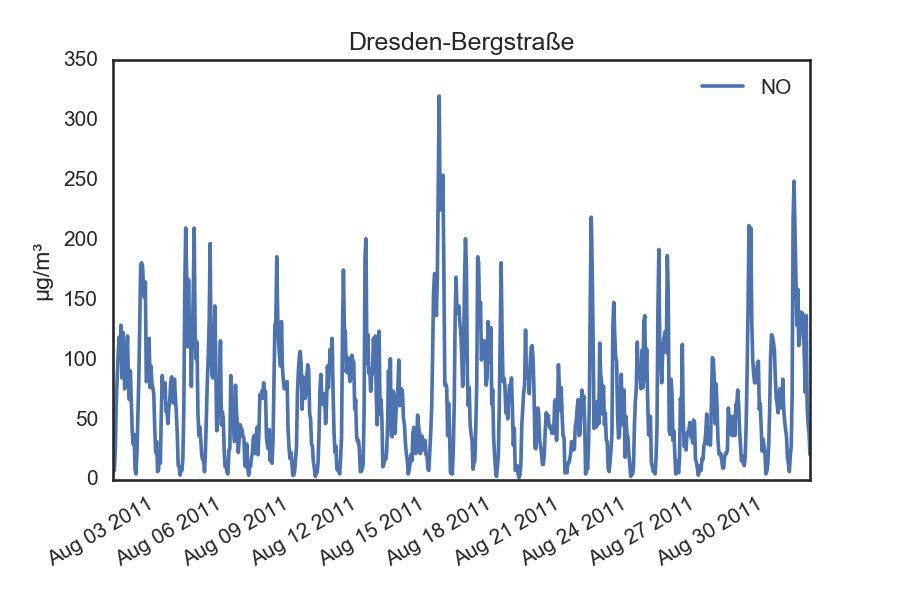 Dresden-Bergstraße
350
300
250
200
150
100
50
0
µg/m³
NO
Aug 03 2011
Aug 06 2011
Aug 09 2011
Aug 12 2011
Aug 15 2011
Aug 18 2011
Aug 21 2011
Aug 24 2011
Aug 27 2011
Aug 30 2011